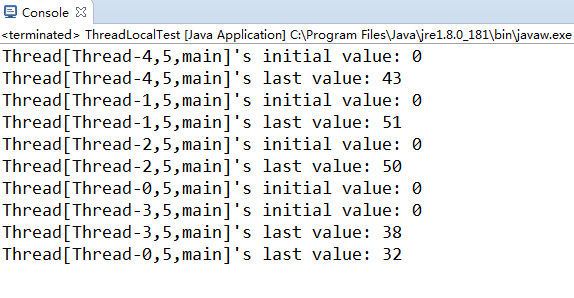 Console
<terminated> ThreadLocalTest [Java Application] C:\Program Files\Java\jre1.8.0_181\bin\javaw.exe
Thread[Thread-4,5,main]'s initial value: 0
Thread[Thread-4,5,main]'s last value: 43
Thread[Thread-1,5,main]'s initial value: 0
Thread[Thread-1,5,main]'s last value: 51
Thread[Thread-2,5,main]'s initial value: 0
Thread[Thread-2,5,main]'s last value: 50
Thread[Thread-0,5,main]'s initial value: 0
Thread[Thread-3,5,main]'s initial value: 0
Thread[Thread-3,5,main]'s last value: 38
Thread[Thread-0,5,main]'s last value: 32